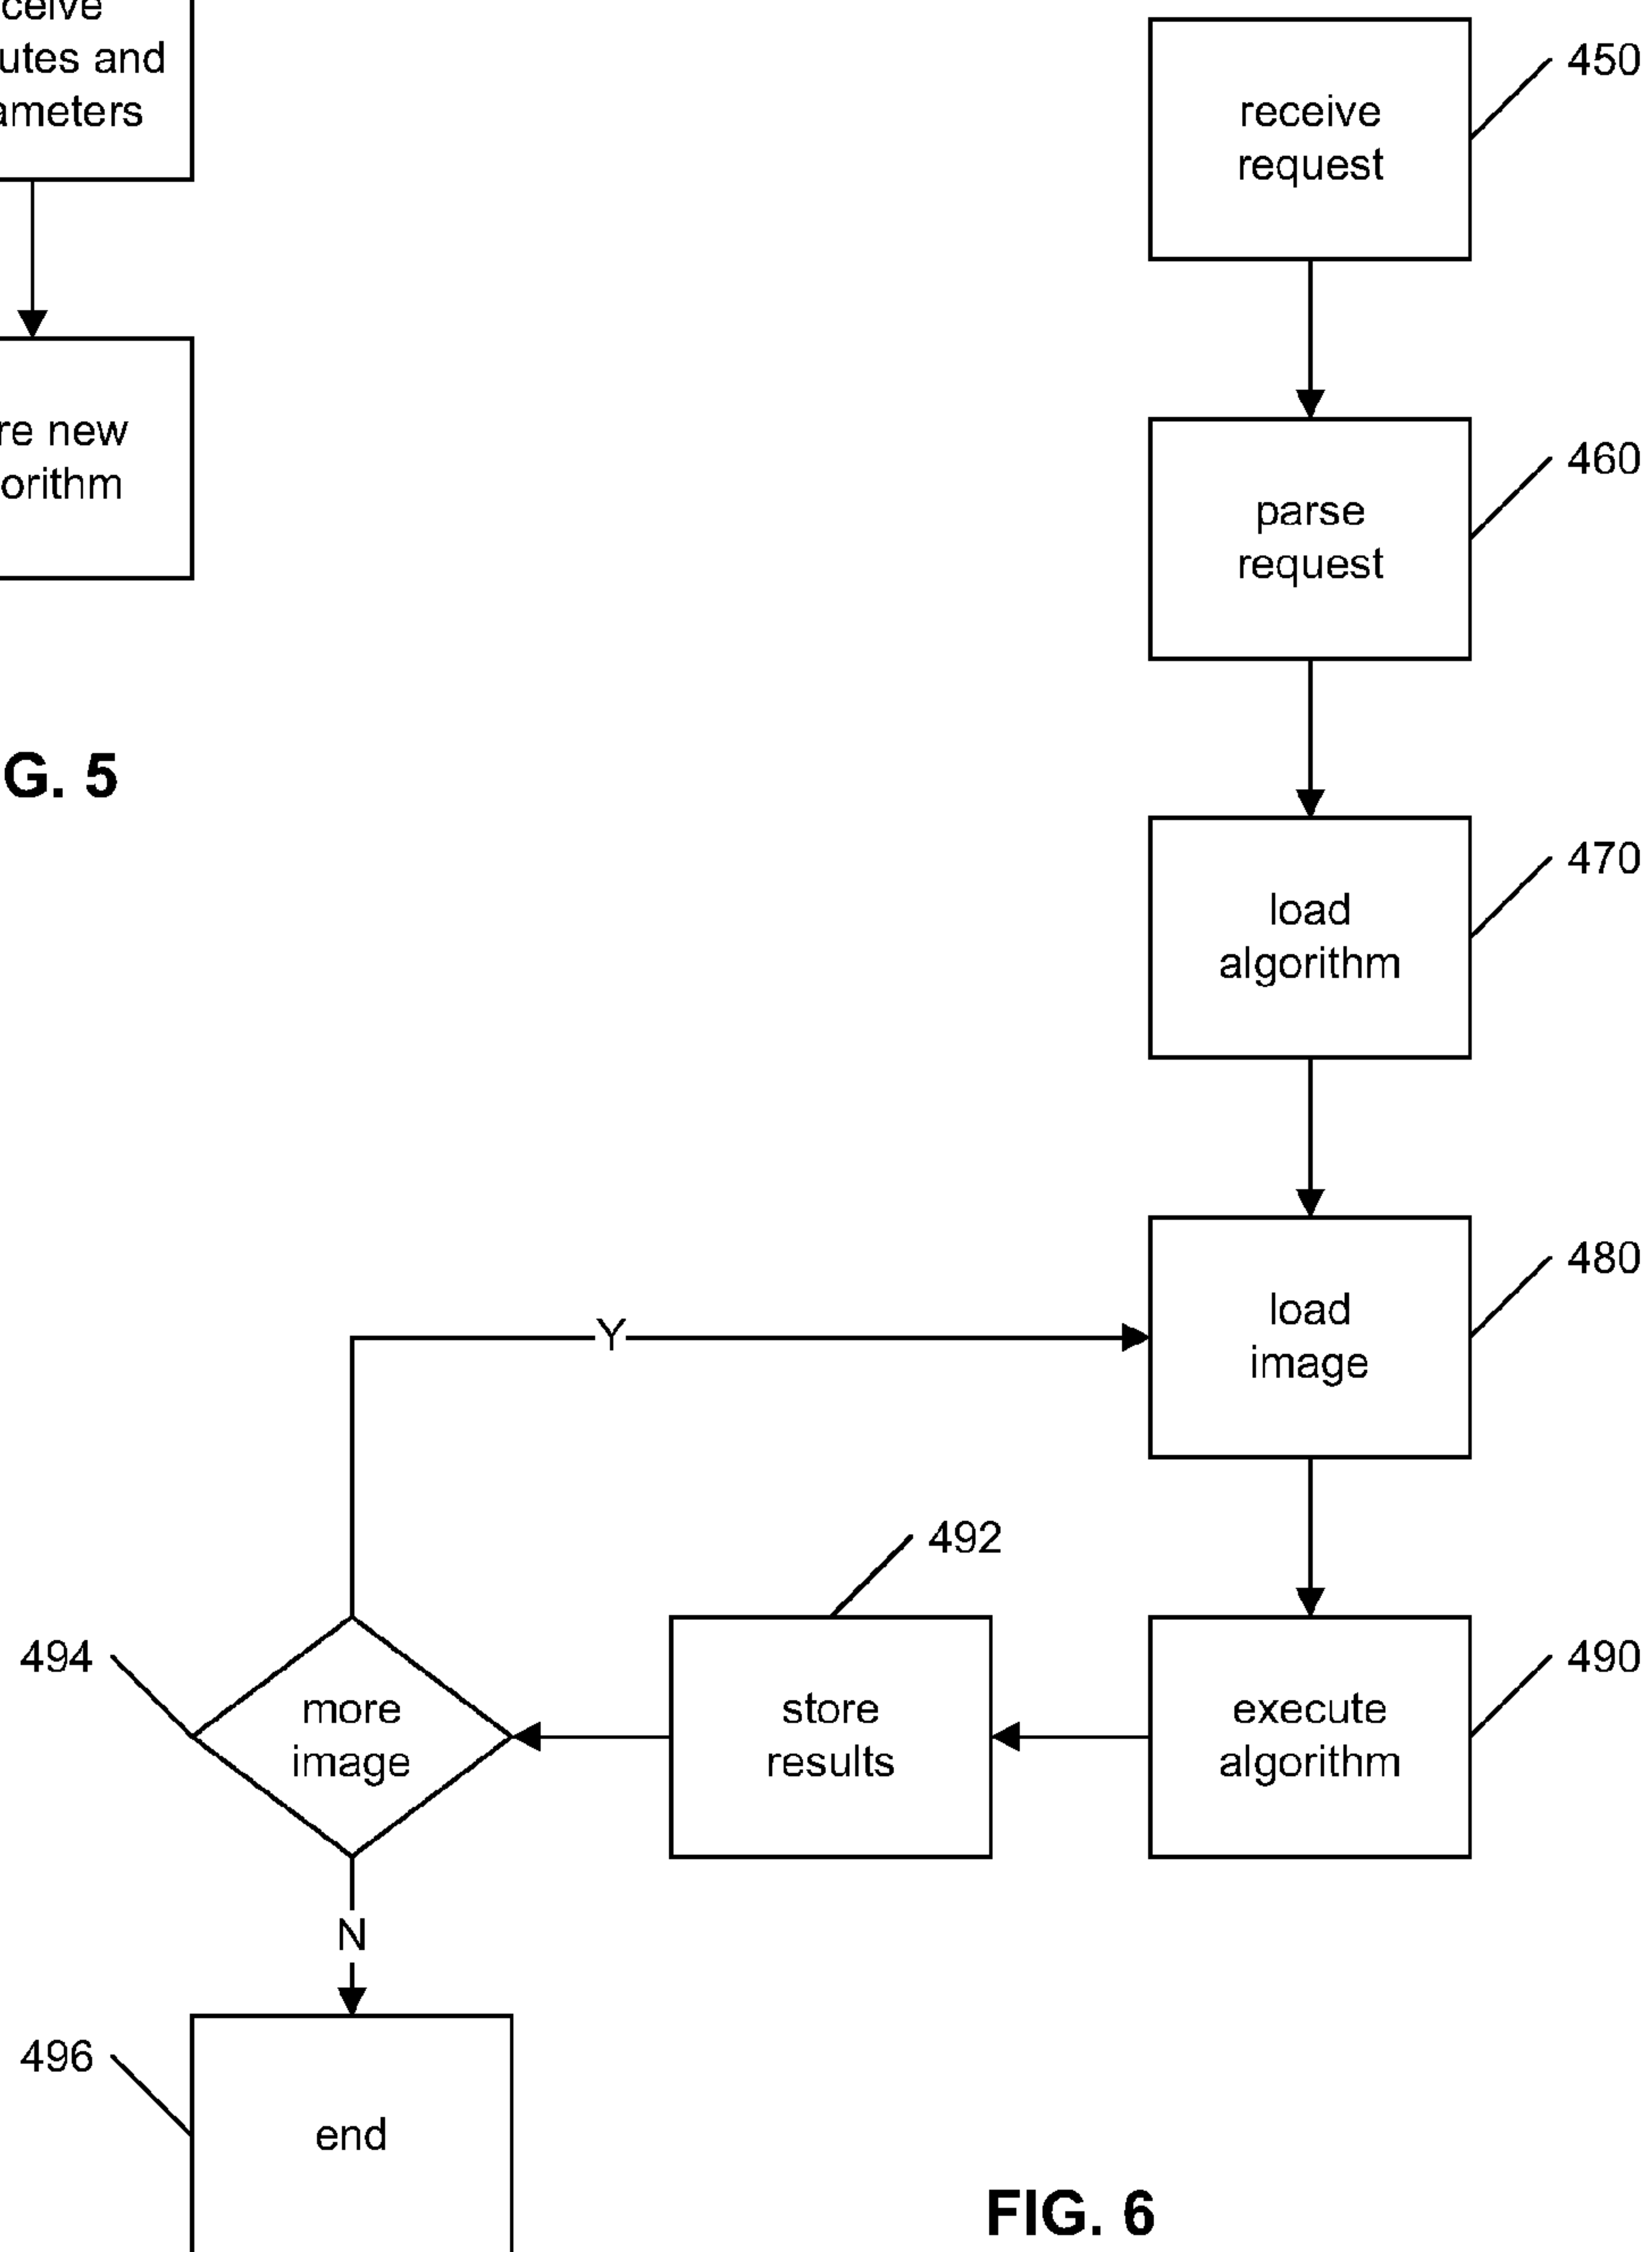 utes and
receive
request
450
parse
request
460
re new
orithm
G. 5
load
algorithm
470
load
image
480
Y
492
494
more
image
store
results
execute
algorithm
490
N
496
end
FIG. 6